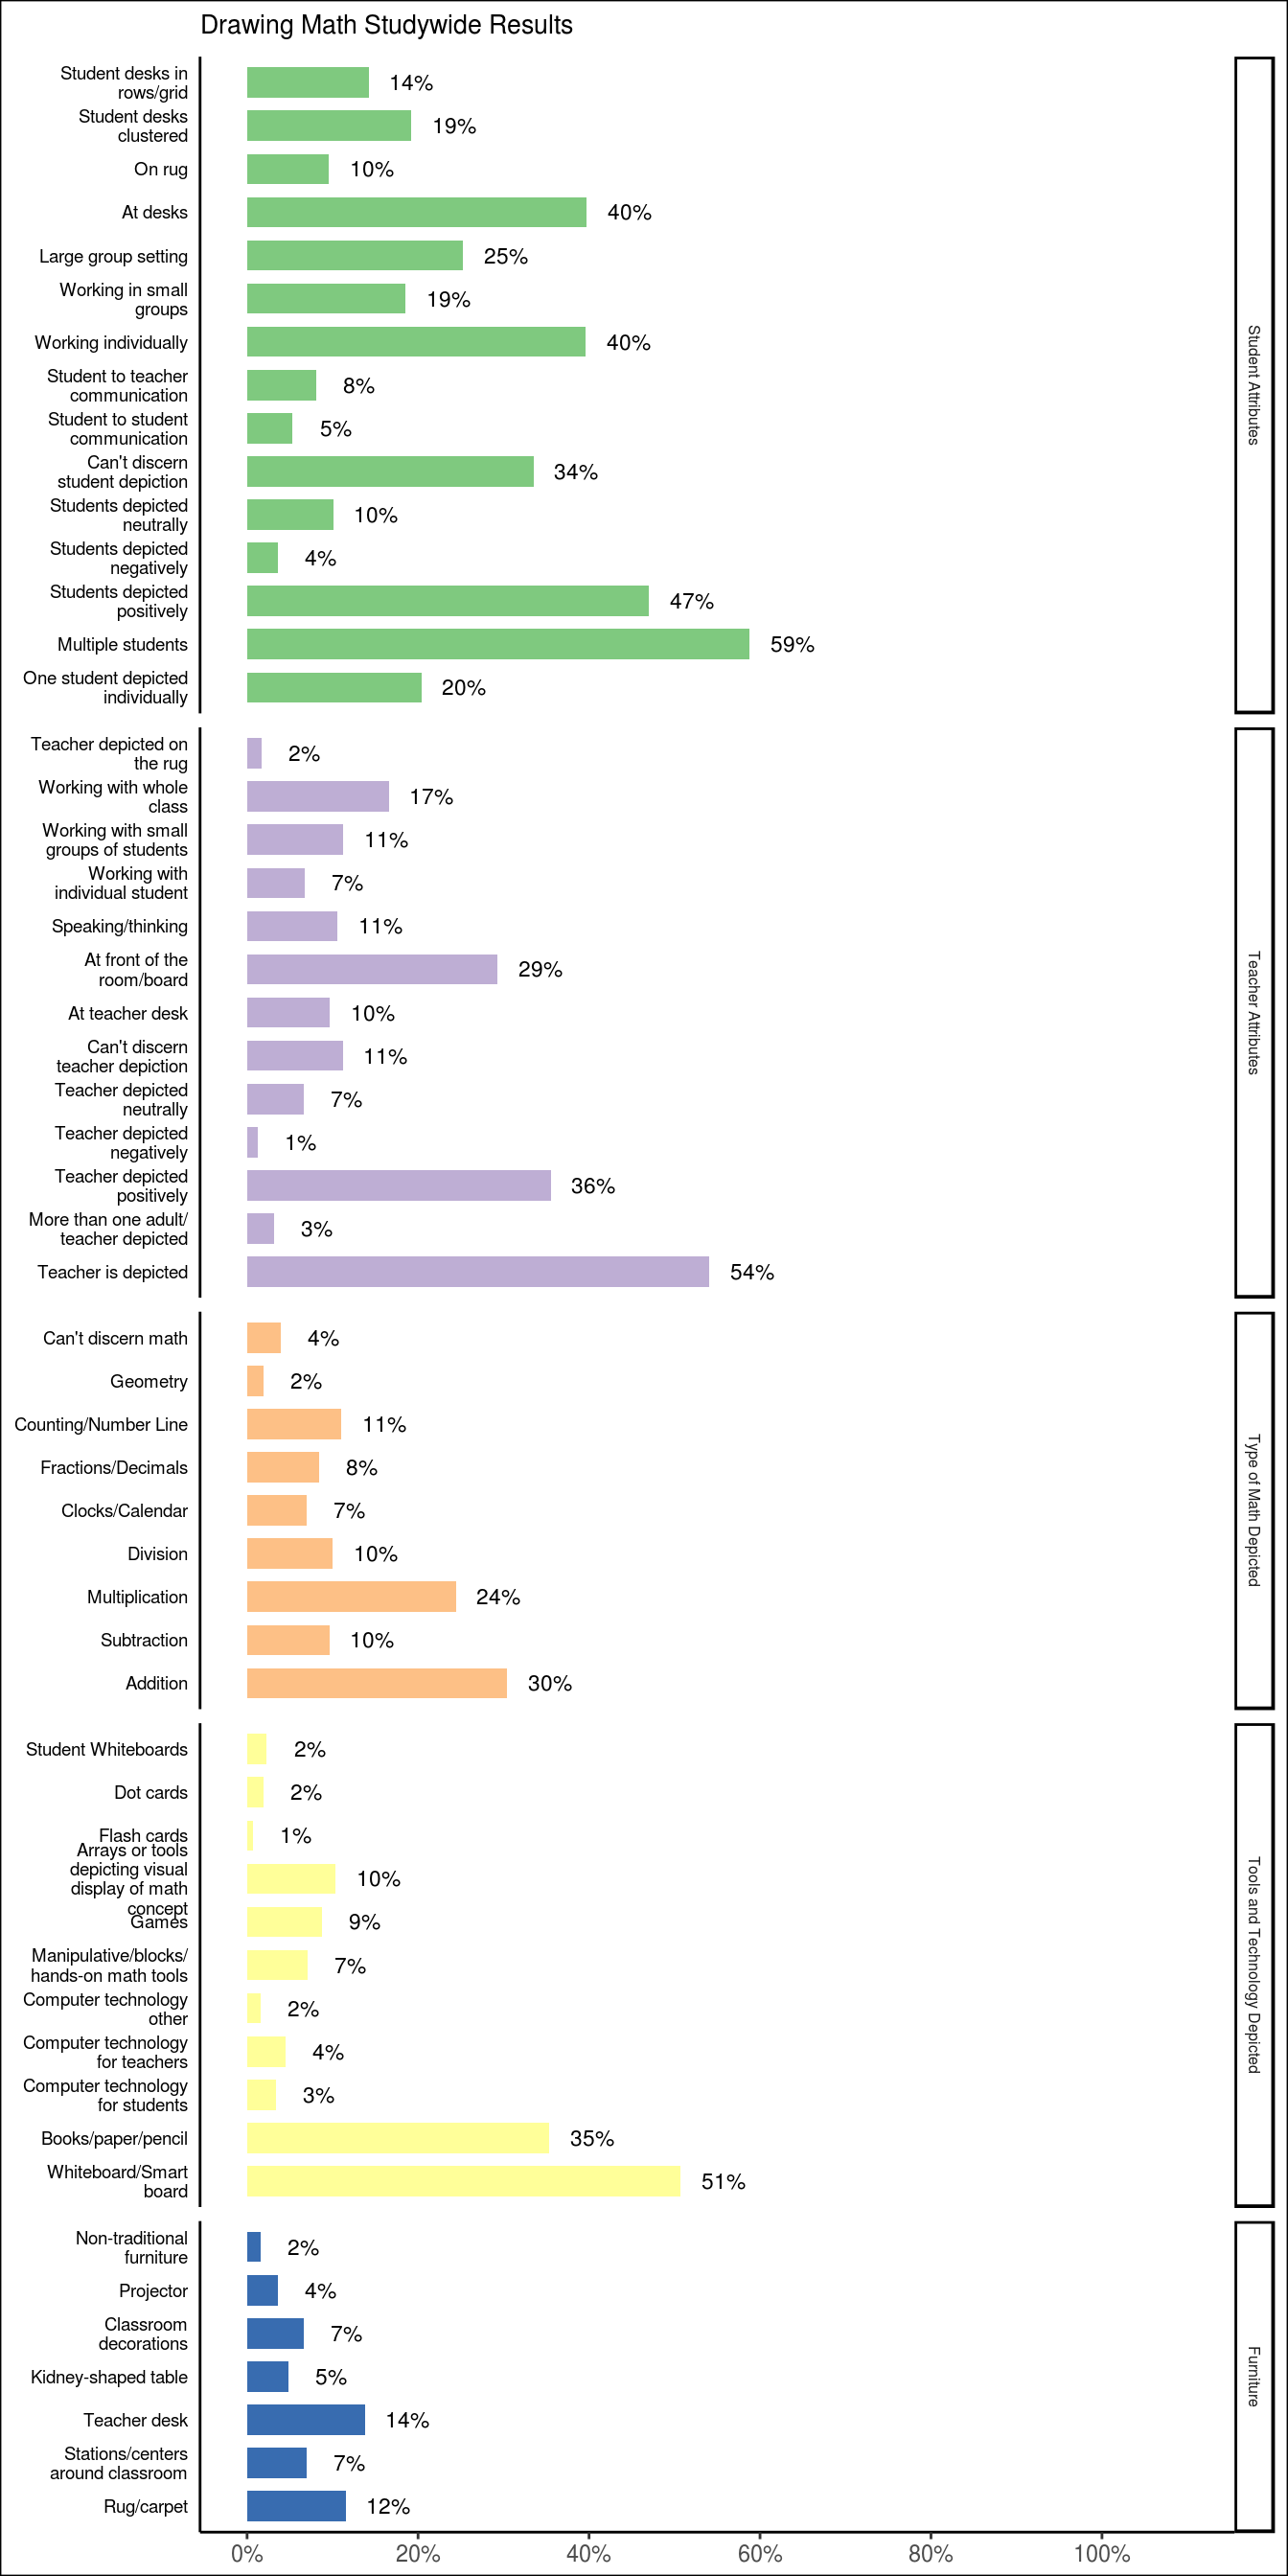 Drawing Math Studywide Results
Student desks in
rows/grid
14%
Student desks
clustered
19%
On rug
10%
At desks
40%
Large group setting
25%
Working in small
groups
19%
Working individually
40%
Student to teacher
communication
8%
Student to student
communication
5%
Can't discern
student depiction
34%
Students depicted
neutrally
10%
Students depicted
negatively
4%
Students depicted
positively
47%
Multiple students
59%
One student depicted
individually
20%
Student Attributes
Teacher depicted on
the rug
2%
Working with whole
class
17%
Working with small
groups of students
11%
Working with
individual student
7%
Speaking/thinking
11%
At front of the
room/board
29%
At teacher desk
10%
Can't discern
teacher depiction
11%
Teacher depicted
neutrally
7%
Teacher depicted
negatively
1%
Teacher depicted
positively
36%
More than one adult/
teacher depicted
3%
Teacher is depicted
54%
Teacher Attributes
Can't discern math
4%
Geometry
2%
Counting/Number Line
11%
Fractions/Decimals
8%
Clocks/Calendar
7%
Division
10%
Multiplication
24%
Subtraction
10%
Addition
30%
Type of Math Depicted
Student Whiteboards
2%
Dot cards
2%
Flash cards
1%
Arrays or tools
depicting visual
display of math
concept
10%
Games
9%
Manipulative/blocks/
hands-on math tools
7%
Computer technology
other
2%
Computer technology
for teachers
4%
Computer technology
for students
3%
Books/paper/pencil
35%
Whiteboard/Smart
board
51%
Tools and Technology Depicted
Non-traditional
furniture
2%
Projector
4%
Classroom
decorations
7%
Kidney-shaped table
5%
Teacher desk
14%
Stations/centers
around classroom
7%
Rug/carpet
12%
Furniture
0% 20% 40% 60% 80% 100%